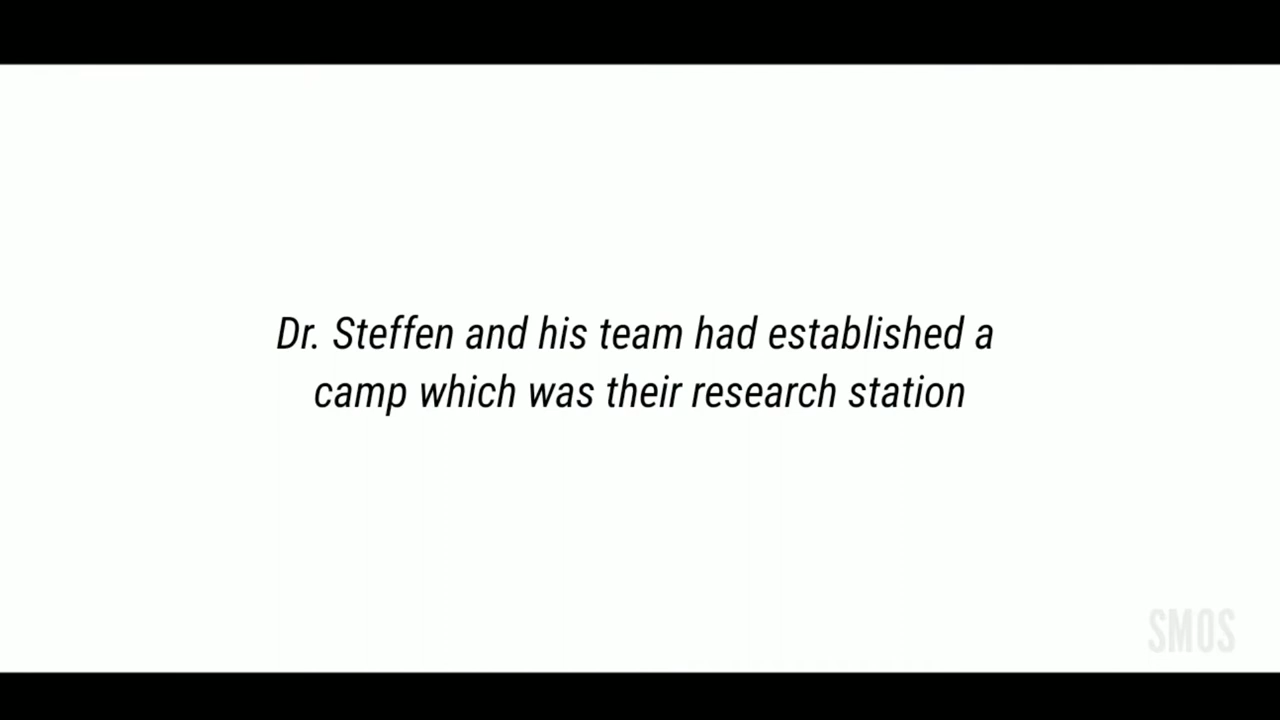 Dr. Steffen and his team had established a
camp which was their research station
SMOS